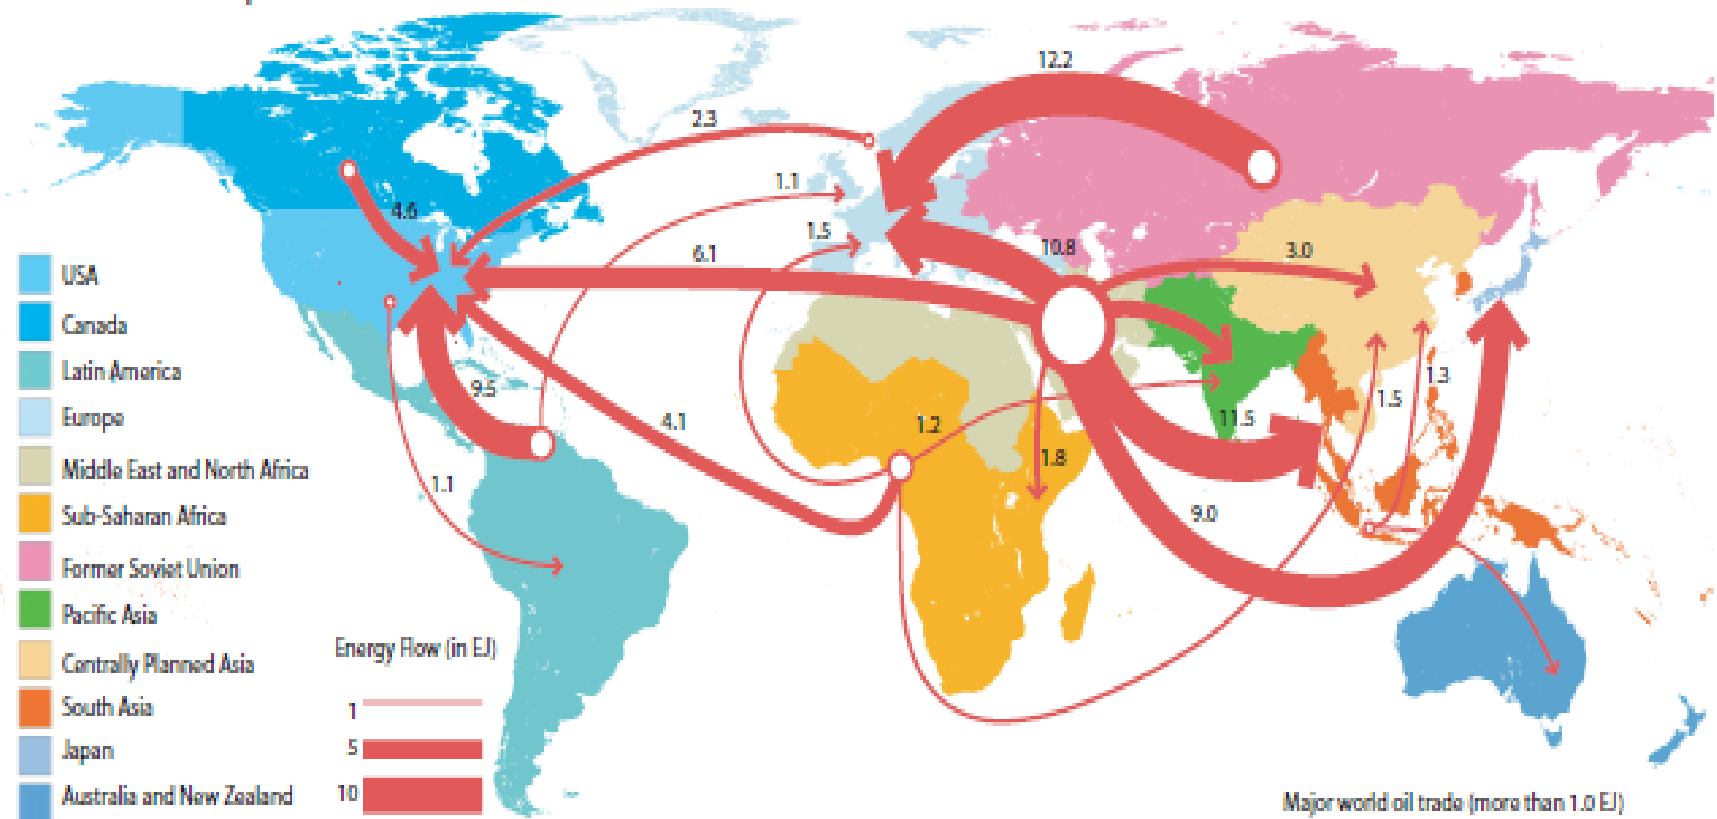 12.2
2.3
1.1
4.6
1.5
6.1
10.8
3.0
USA
Canada
Latin America
Europe
Middle East and North Africa
Sub-Saharan Africa
Former Soviet Union
Pacific Asia
Centrally Planned Asia
South Asia
Japan
Australia and New Zealand
9.5
4.1
1.2
11.5
1.5
1.3
1.1
1.8
9.0
Energy Flow (in EJ)
1
5
10
Major world oil trade (more than 1.0 EJ)